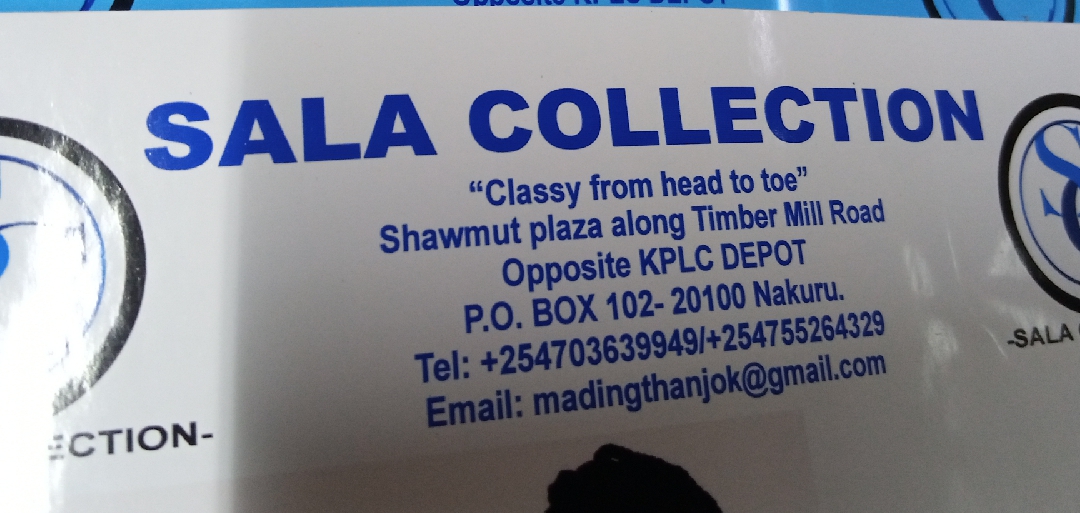 Opposite KPLC DEPOT
SALA COLLECTION
“Classy from head to toe”
Shawmut plaza along Timber Mill Road
Opposite KPLC DEPOT
P.O. BOX 102- 20100 Nakuru.
Tel: +254703639949/+254755264329
Email: madingthanjok@gmail.com
-SALA
ECTION-